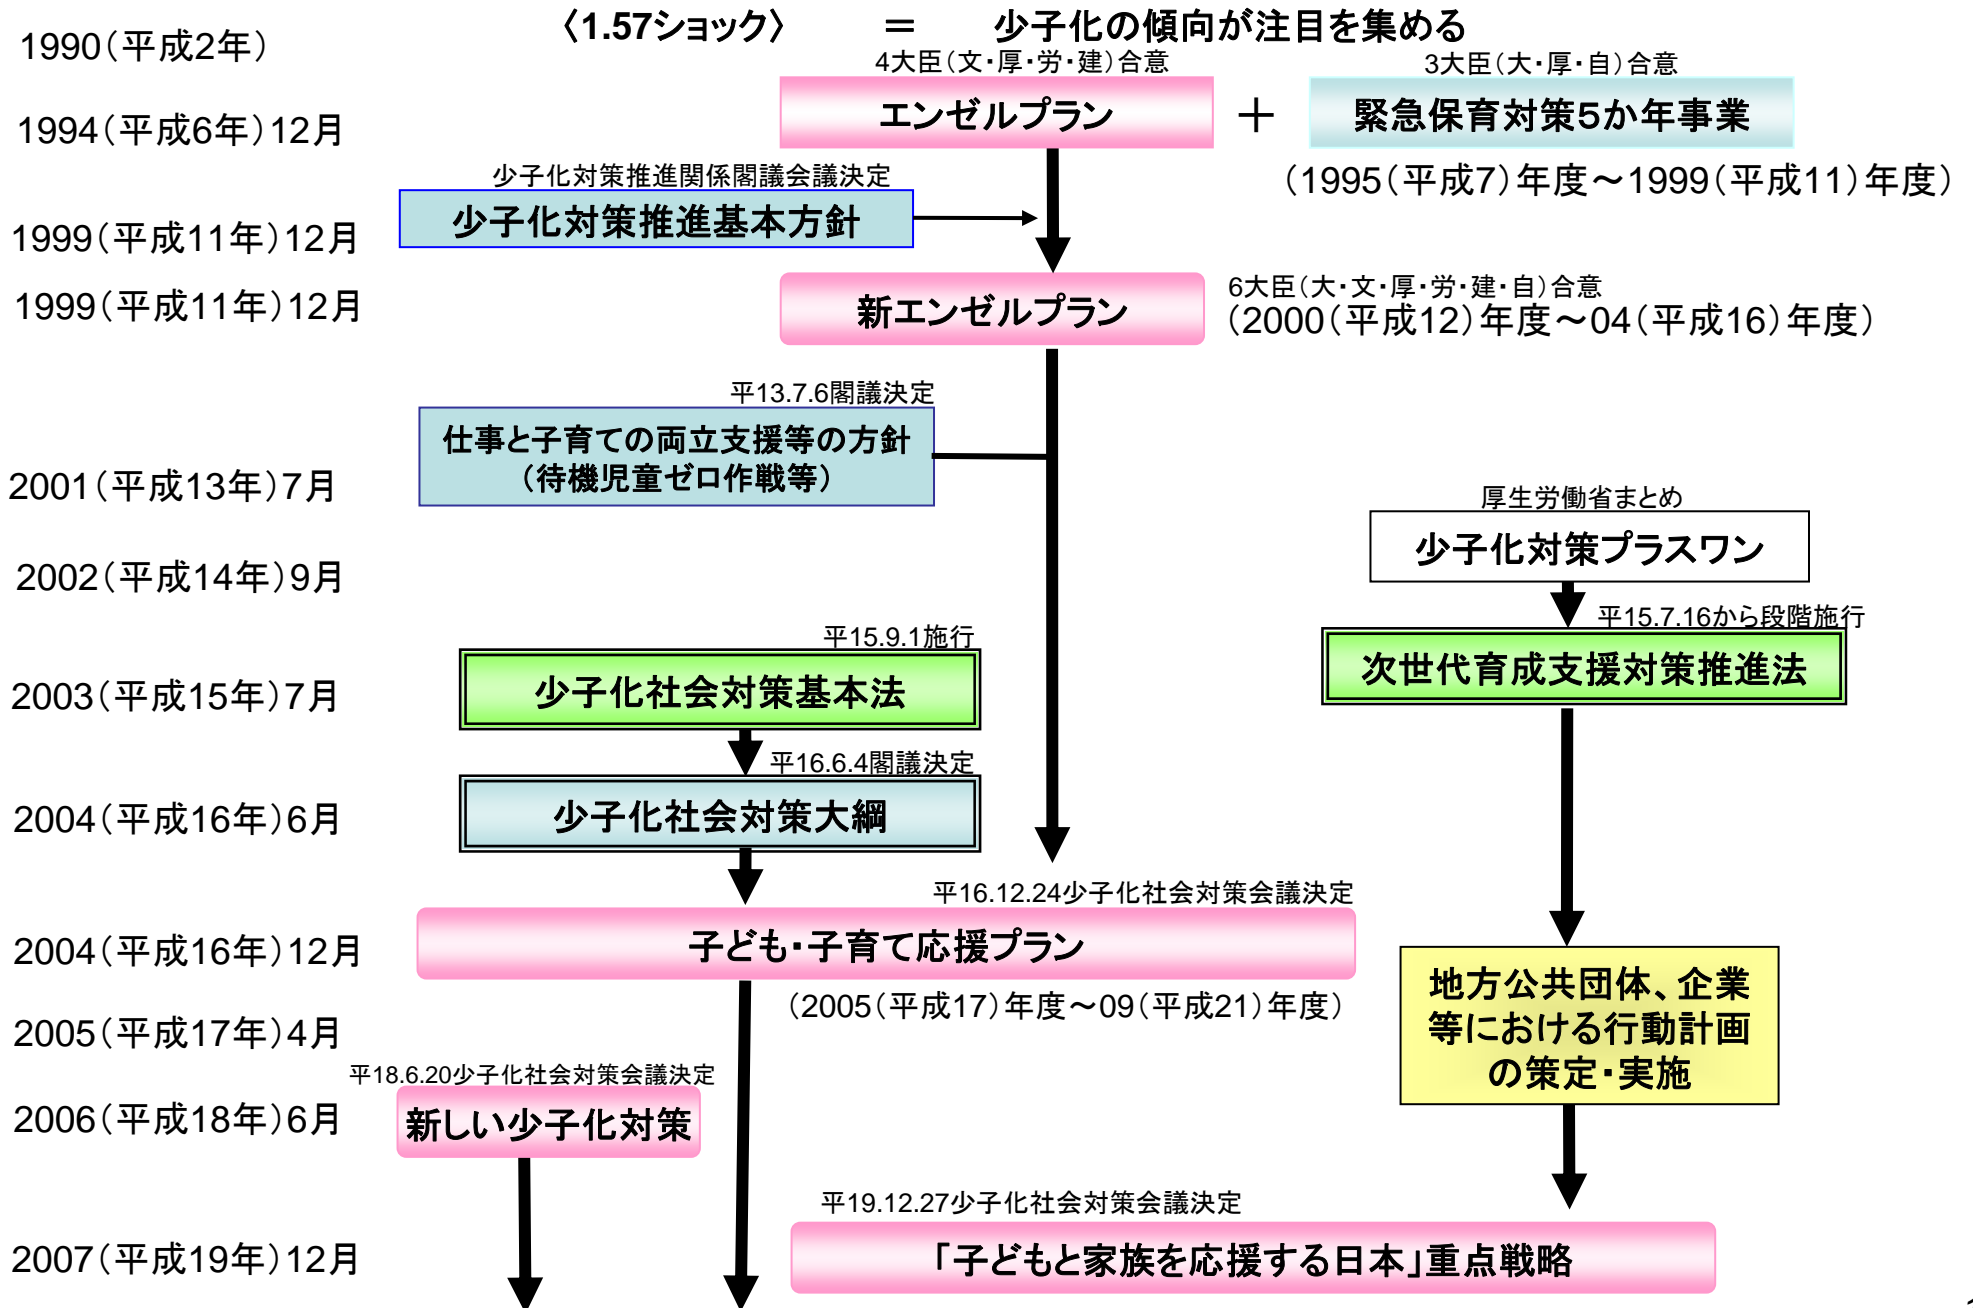 〈1.57ショック〉 ＝ 少子化の傾向が注目を集める
1990（平成2年）
4大臣（文・厚・労・建）合意
3大臣（大・厚・自）合意
1994（平成6年）12月
エンゼルプラン
＋
緊急保育対策5か年事業
（1995（平成7）年度～1999（平成11）年度）
少子化対策推進関係閣議会議決定
1999（平成11年）12月
少子化対策推進基本方針
1999（平成11年）12月
新エンゼルプラン
6大臣（大・文・厚・労・建・自）合意
（2000（平成12）年度～04（平成16）年度）
平13.7.6閣議決定
仕事と子育ての両立支援等の方針
（待機児童ゼロ作戦等）
2001（平成13年）7月
厚生労働省まとめ
少子化対策プラスワン
2002（平成14年）9月
平15.7.16から段階施行
次世代育成支援対策推進法
平15.9.1施行
2003（平成15年）7月
少子化社会対策基本法
平16.6.4閣議決定
2004（平成16年）6月
少子化社会対策大綱
平16.12.24少子化社会対策会議決定
2004（平成16年）12月
子ども・子育て応援プラン
（2005（平成17）年度～09（平成21）年度）
地方公共団体、企業
等における行動計画
の策定・実施
2005（平成17年）4月
平18.6.20少子化社会対策会議決定
2006（平成18年）6月
新しい少子化対策
平19.12.27少子化社会対策会議決定
2007（平成19年）12月
「子どもと家族を応援する日本」重点戦略